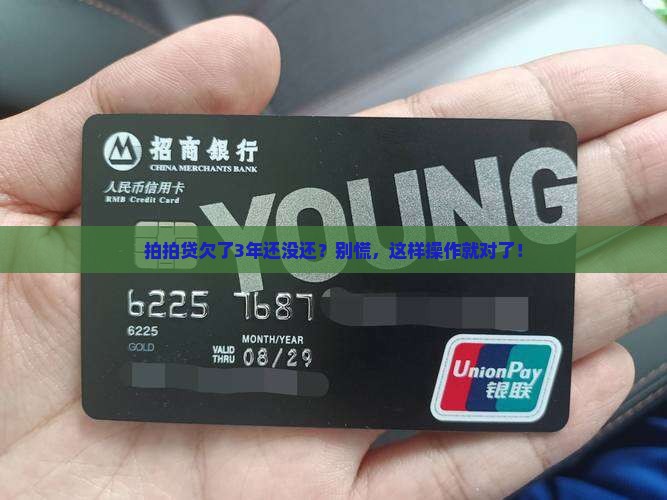 招商银行
CHINA MERCHANTS BANK
人民币信用卡
RMB Credit Card
YOUNG
拍拍贷欠了3年还没还？别慌，这样操作就对了！
6225 7687
6225
GOLD
VALID THRU
MONTH/YEAR
08/29
UnionPay
银联